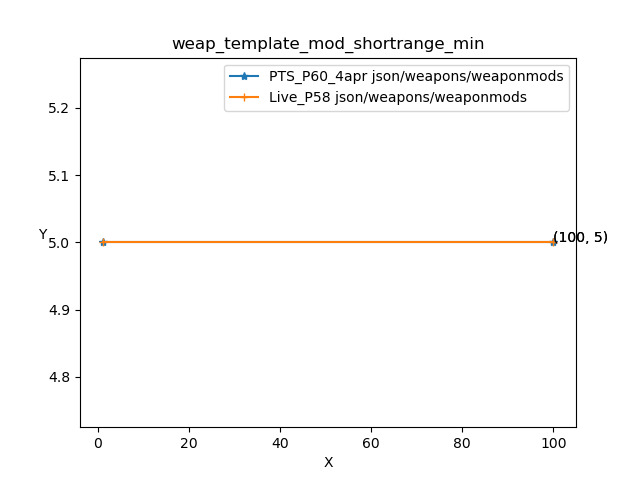 weap_template_mod_shortrange_min
PTS_P60_4apr json/weapons/weaponmods
Live_P58 json/weapons/weaponmods
5.2
5.1
Y
5.0
(100, 5)
4.9
4.8
0 20 40 60 80 100
X